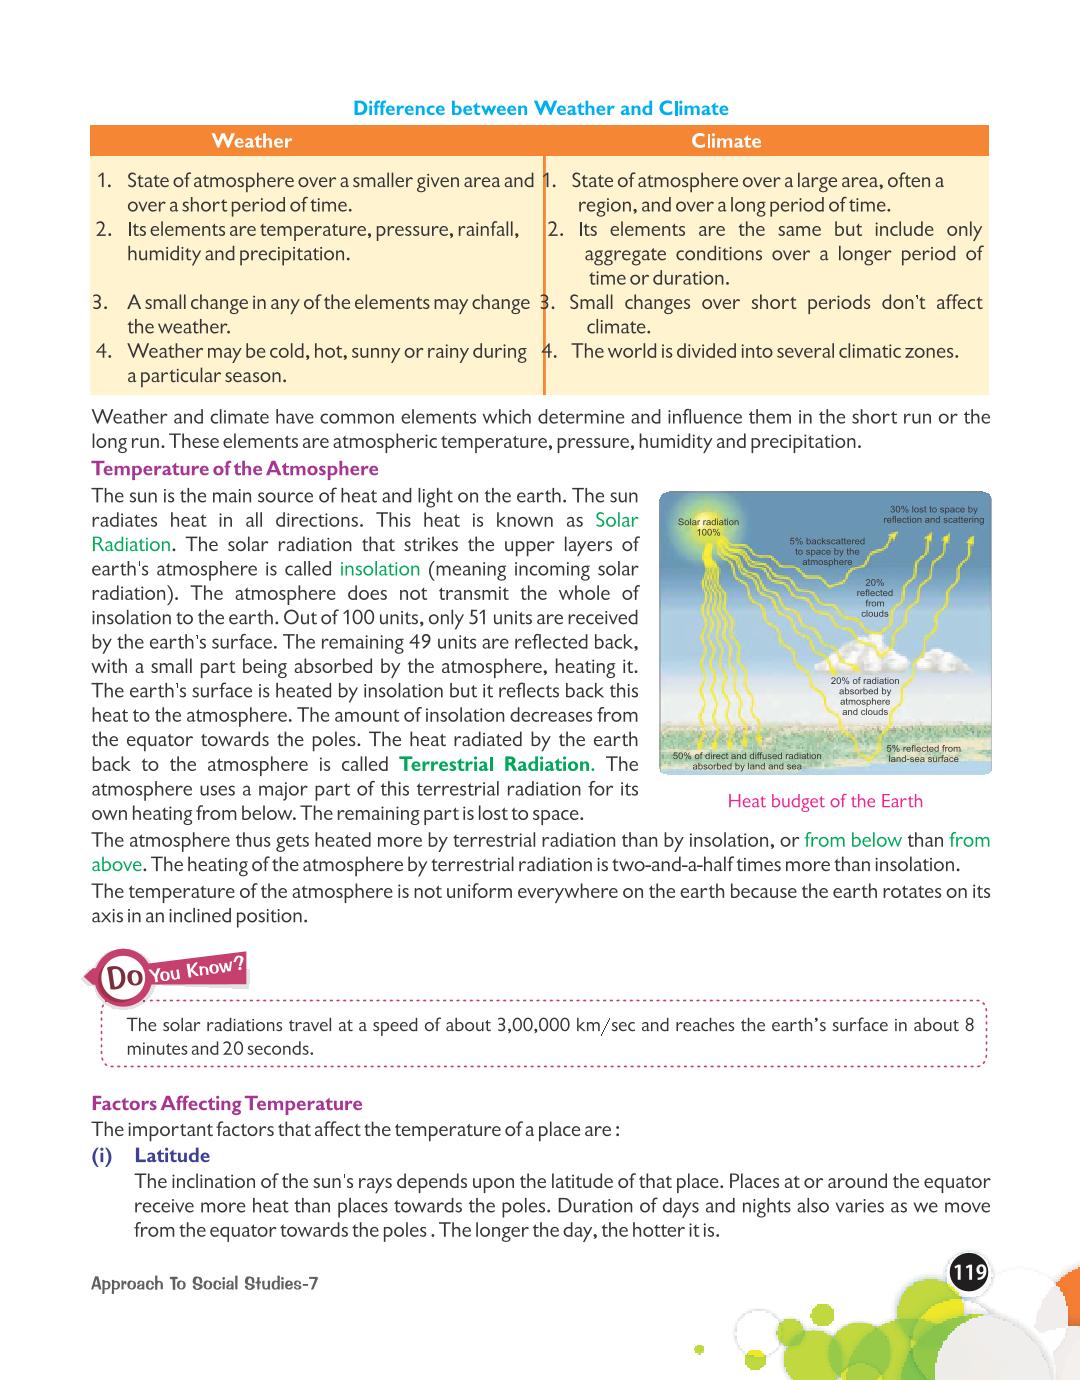 Difference between Weather and Climate
Weather
Climate
1. State of atmosphere over a smaller given area and
over a short period of time.
2. Its elements are temperature, pressure, rainfall,
humidity and precipitation.
3. A small change in any of the elements may change
the weather.
4. Weather may be cold, hot, sunny or rainy during
a particular season.
1. State of atmosphere over a large area, often a
region, and over a long period of time.
2. Its elements are the same but include only
aggregate conditions over a longer period of
time or duration.
3. Small changes over short periods don't affect
climate.
4. The world is divided into several climatic zones.
Weather and climate have common elements which determine and influence them in the short run or the
long run. These elements are atmospheric temperature, pressure, humidity and precipitation.
Temperature of the Atmosphere
The sun is the main source of heat and light on the earth. The sun
radiates heat in all directions. This heat is known as Solar
Radiation. The solar radiation that strikes the upper layers of
earth's atmosphere is called insolation (meaning incoming solar
radiation). The atmosphere does not transmit the whole of
insolation to the earth. Out of 100 units, only 51 units are received
by the earth's surface. The remaining 49 units are reflected back,
with a small part being absorbed by the atmosphere, heating it.
The earth's surface is heated by insolation but it reflects back this
heat to the atmosphere. The amount of insolation decreases from
the equator towards the poles. The heat radiated by the earth
back to the atmosphere is called Terrestrial Radiation. The
atmosphere uses a major part of this terrestrial radiation for its
own heating from below. The remaining part is lost to space.
Solar radiation
100%
30% lost to space by
reflection and scattering
5% backscattered
to space by the
atmosphere
20%
reflected
from
clouds
20% of radiation
absorbed by
atmosphere
and clouds
50% of direct and diffused radiation
absorbed by land and sea
5% reflected from
land-sea surface
Heat budget of the Earth
The atmosphere thus gets heated more by terrestrial radiation than by insolation, or from below than from
above. The heating of the atmosphere by terrestrial radiation is two-and-a-half times more than insolation.
The temperature of the atmosphere is not uniform everywhere on the earth because the earth rotates on its
axis in an inclined position.
Do You Know?
The solar radiations travel at a speed of about 3,00,000 km/sec and reaches the earth's surface in about 8
minutes and 20 seconds.
Factors Affecting Temperature
The important factors that affect the temperature of a place are :
(i) Latitude
The inclination of the sun's rays depends upon the latitude of that place. Places at or around the equator
receive more heat than places towards the poles. Duration of days and nights also varies as we move
from the equator towards the poles . The longer the day, the hotter it is.
Approach To Social Studies-7
119